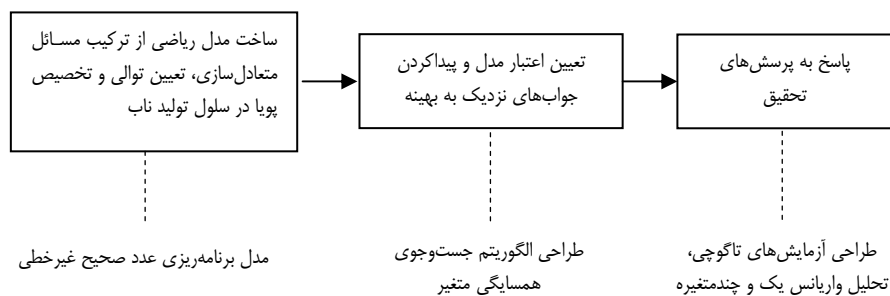 ساخت مدل ریاضی از ترکیب مسائل
متعادل‌سازی، تعیین توالی و تخصیص
پویا در سلول تولید ناب
تعیین اعتبار مدل و پیداکردن
جواب‌های نزدیک به بهینه
پاسخ به پرسش‌های
تحقیق
مدل برنامه‌ریزی عدد صحیح غیرخطی
طراحی الگوریتم جست‌وجوی
همسایگی متغیر
طراحی آزمایش‌های تاگوچی،
تحلیل واریانس یک و چندمتغیره